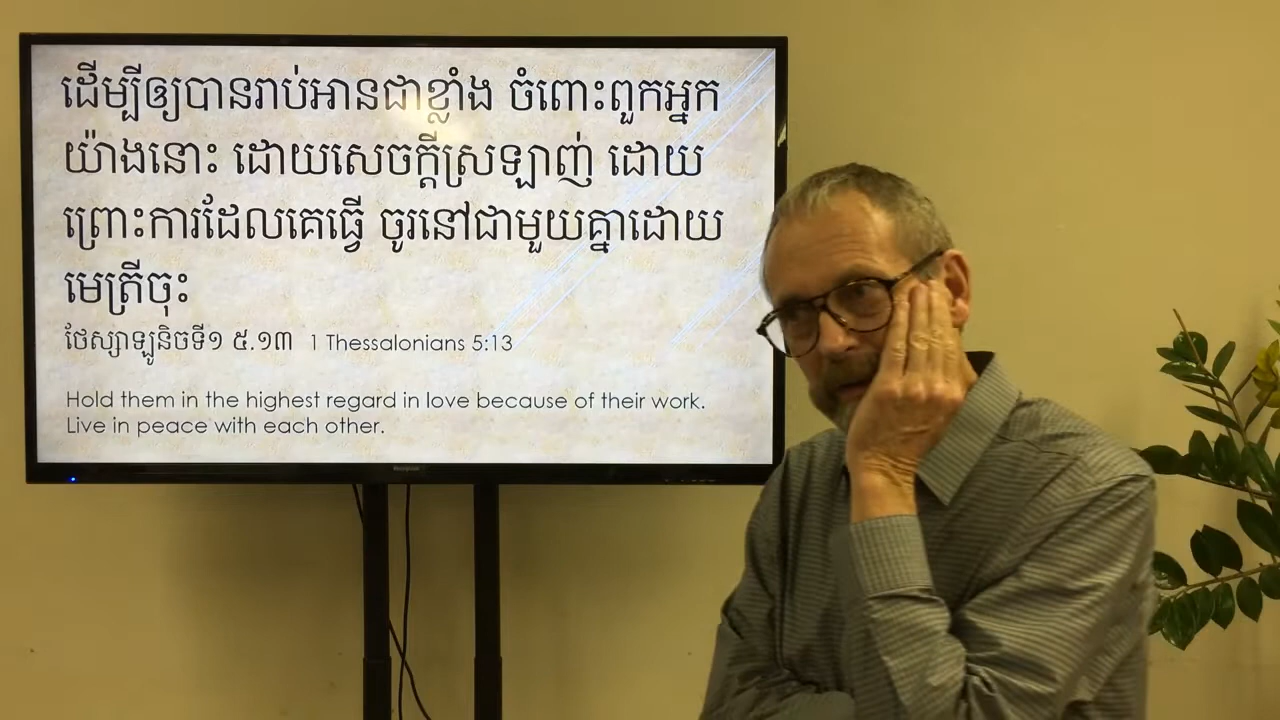 ដើម្បីឲ្យបានរាប់អានជាខ្លាំង ចំពោះពួកអ្នក
យ៉ាងនោះ ដោយសេចក្ដីស្រឡាញ់ ដោយ
ព្រោះការដែលគេធ្វើ ចូរនៅជាមួយគ្នាដោយ
មេត្រីចុះ
ថែស្សាឡូនិចទី១ ៥.១៣ 1 Thessalonians 5:13
Hold them in the highest regard in love because of their work.
Live in peace with each other.